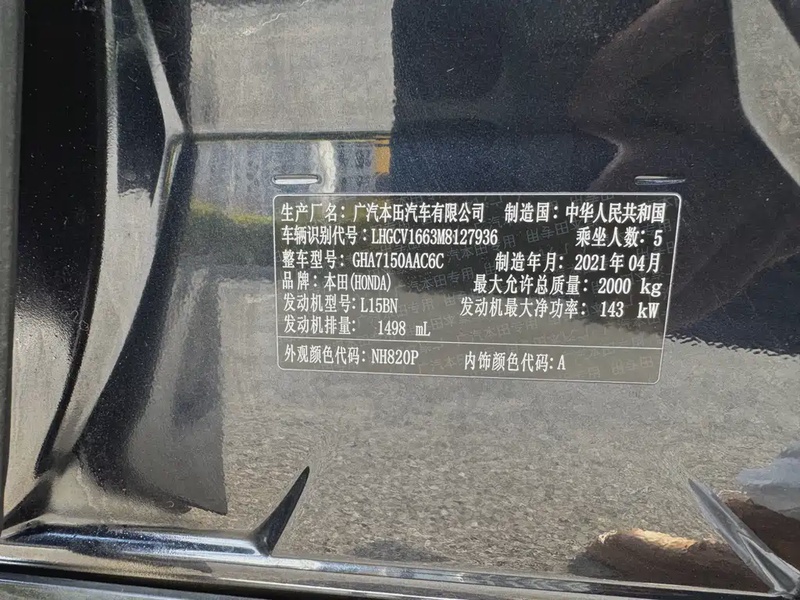 生产厂名：广汽本田汽车有限公司 制造国：中华人民共和国
车辆识别代号：LHGCV1663M8127936 乘坐人数：5
整车型号：GHA7150AAC6C 制造年月：2021年04月
品牌：本田(HONDA) 最大允许总质量：2000 kg
发动机型号：L15BN 发动机最大净功率：143 kW
发动机排量： 1498 mL
外观颜色代码：NH820P 内饰颜色代码：A